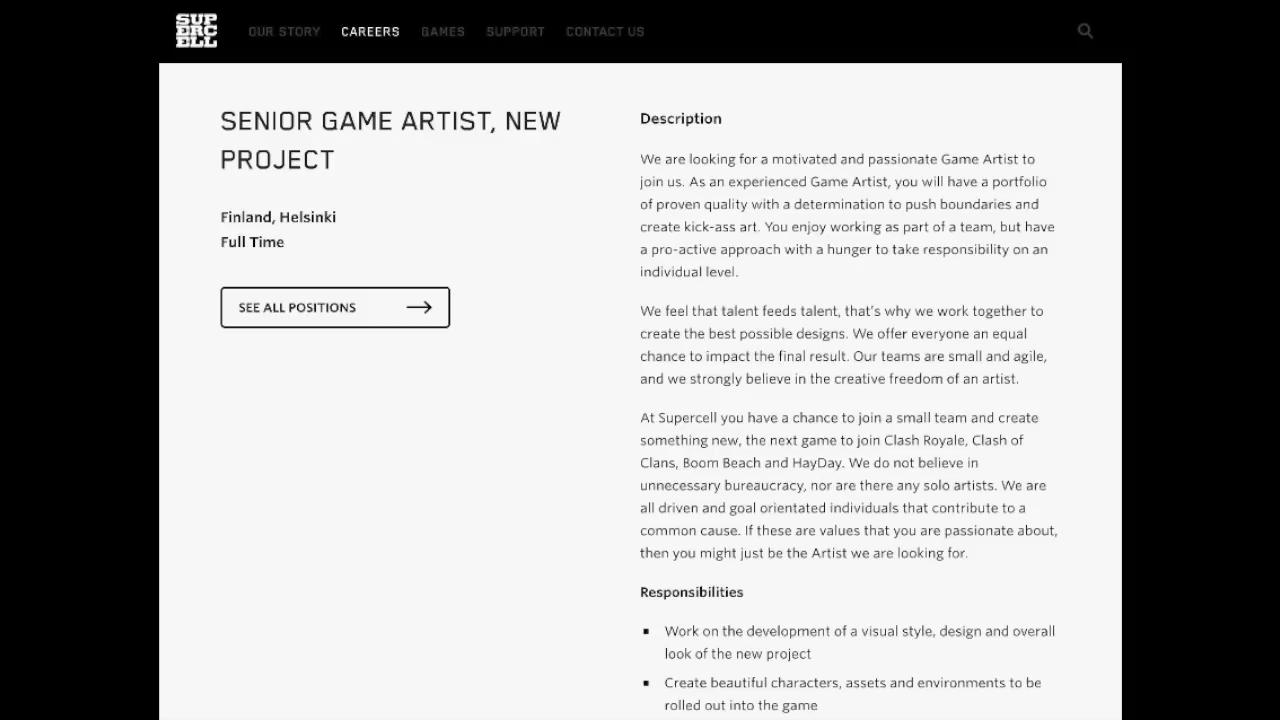 SUP
ERC
ELL
OUR STORY CAREERS GAMES SUPPORT CONTACT US
SENIOR GAME ARTIST, NEW
PROJECT
Finland, Helsinki
Full Time
SEE ALL POSITIONS
Description
We are looking for a motivated and passionate Game Artist to
join us. As an experienced Game Artist, you will have a portfolio
of proven quality with a determination to push boundaries and
create kick-ass art. You enjoy working as part of a team, but have
a pro-active approach with a hunger to take responsibility on an
individual level.
We feel that talent feeds talent, that’s why we work together to
create the best possible designs. We offer everyone an equal
chance to impact the final result. Our teams are small and agile,
and we strongly believe in the creative freedom of an artist.
At Supercell you have a chance to join a small team and create
something new, the next game to join Clash Royale, Clash of
Clans, Boom Beach and HayDay. We do not believe in
unnecessary bureaucracy, nor are there any solo artists. We are
all driven and goal orientated individuals that contribute to a
common cause. If these are values that you are passionate about,
then you might just be the Artist we are looking for.
Responsibilities
Work on the development of a visual style, design and overall
look of the new project
Create beautiful characters, assets and environments to be
rolled out into the game